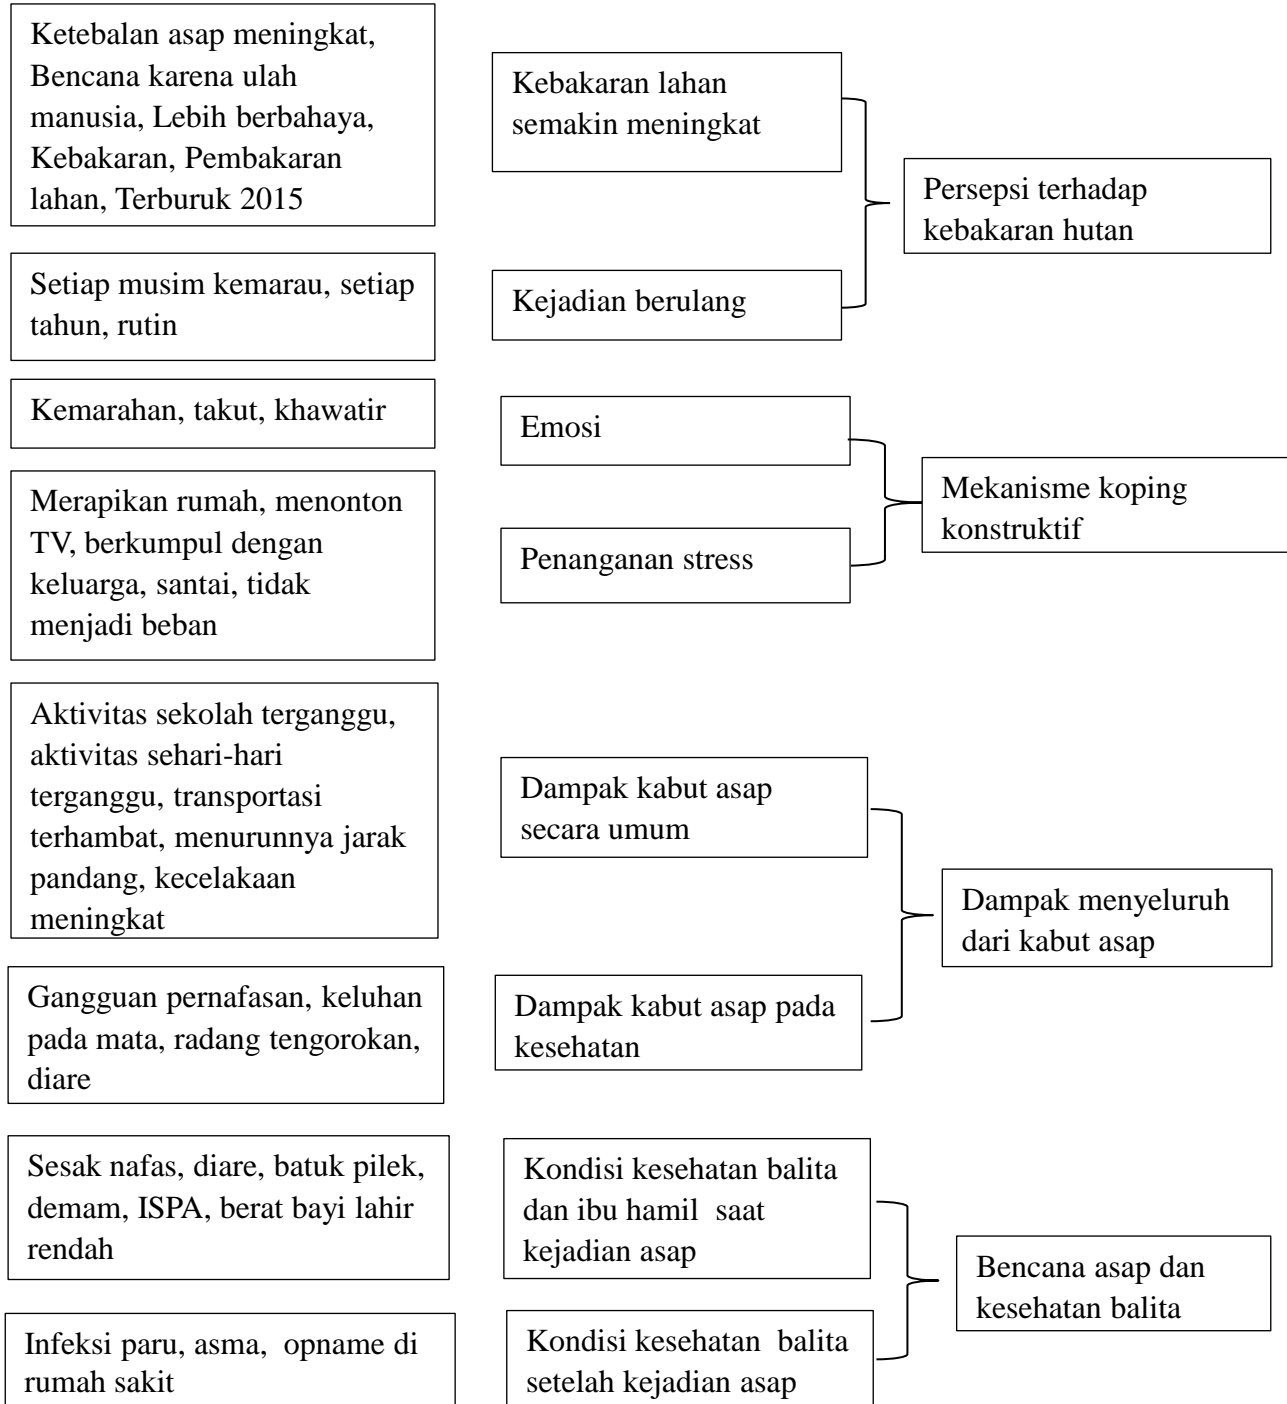 Ketebalan asap meningkat,
Bencana karena ulah
manusia, Lebih berbahaya,
Kebakaran, Pembakaran
lahan, Terburuk 2015
Kebakaran lahan
semakin meningkat
Persepsi terhadap
kebakaran hutan
Setiap musim kemarau, setiap
tahun, rutin
Kejadian berulang
Kemarahan, takut, khawatir
Emosi
Mekanisme koping
konstruktif
Merapikan rumah, menonton
TV, berkumpul dengan
keluarga, santai, tidak
menjadi beban
Penanganan stress
Aktivitas sekolah terganggu,
aktivitas sehari-hari
terganggu, transportasi
terhambat, menurunnya jarak
pandang, kecelakaan
meningkat
Dampak kabut asap
secara umum
Dampak menyeluruh
dari kabut asap
Gangguan pernafasan, keluhan
pada mata, radang tengorokan,
diare
Dampak kabut asap pada
kesehatan
Sesak nafas, diare, batuk pilek,
demam, ISPA, berat bayi lahir
rendah
Kondisi kesehatan balita
dan ibu hamil  saat
kejadian asap
Bencana asap dan
kesehatan balita
Infeksi paru, asma,  opname di
rumah sakit
Kondisi kesehatan  balita
setelah kejadian asap